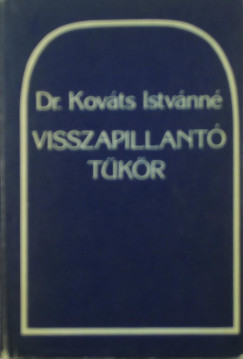 Dr. Kováts Istvánné
VISSZAPILLANTÓ
TÜKÖR